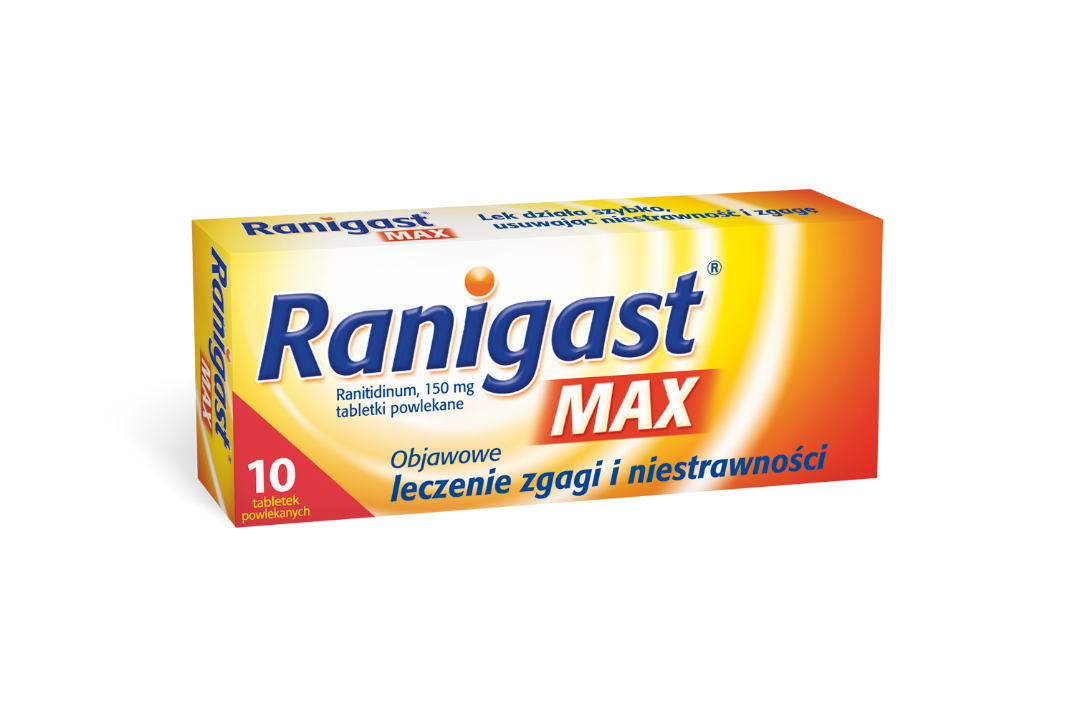 Ranigast®
MAX
Lek działa szybko,
usuwając niestrawność i zgagę
Ranigast®
MAX
Ranigast®
MAX
Ranitidinum, 150 mg
tabletki powlekane
Objawowe
leczenie zgagi i niestrawności
10
tabletek
powlekanych